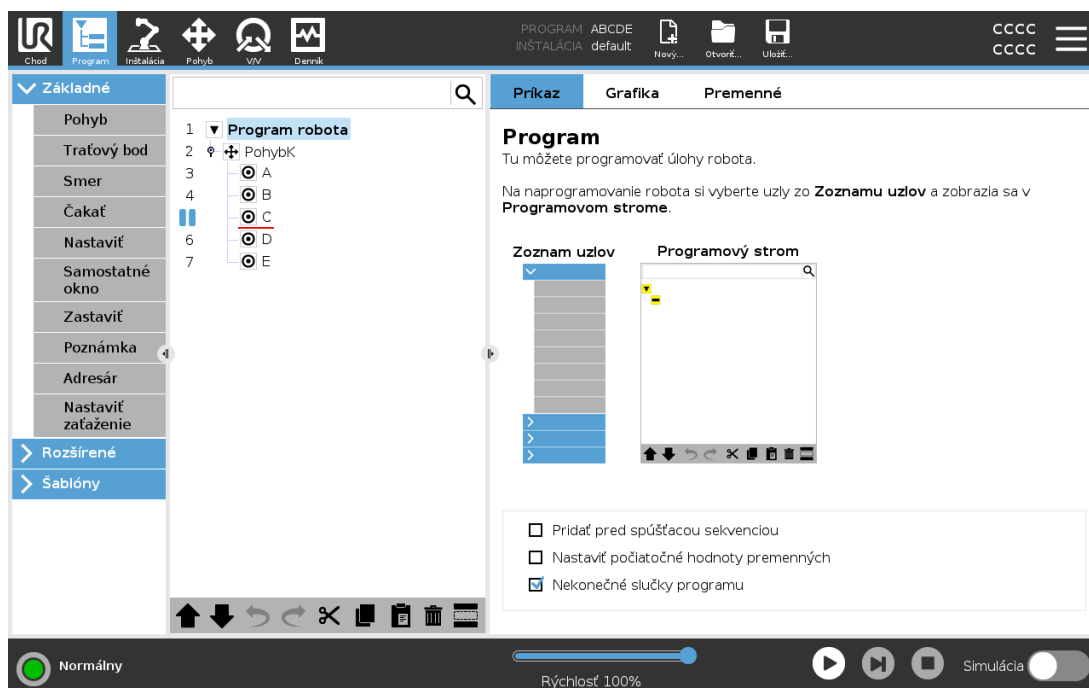 UR
Chod
Program
Inštalácia
Pohyb
V/V
Denník
PROGRAM ABCDE
INŠTALÁCIA default
Nový...
Otvoriť...
Uložiť...
CCCC
CCCC
Základné
Pohyb
Traťový bod
Smer
Čakať
Nastaviť
Samostatné
okno
Zastaviť
Poznámka
Adresár
Nastaviť
zaťaženie
Rozšírené
Šablóny
1 Program robota
2 PohybK
3 A
4 B
C
6 D
7 E
Príkaz
Grafika
Premenné
Program
Tu môžete programovať úlohy robota.
Na naprogramovanie robota si vyberte uzly zo Zoznamu uzlov a zobrazia sa v
Programovom strome.
Zoznam uzlov
Programový strom
Pridať pred spúšťacou sekvenciou
Nastaviť počiatočné hodnoty premenných
Nekonečné slučky programu
Normálny
Rýchlosť 100%
Simulácia